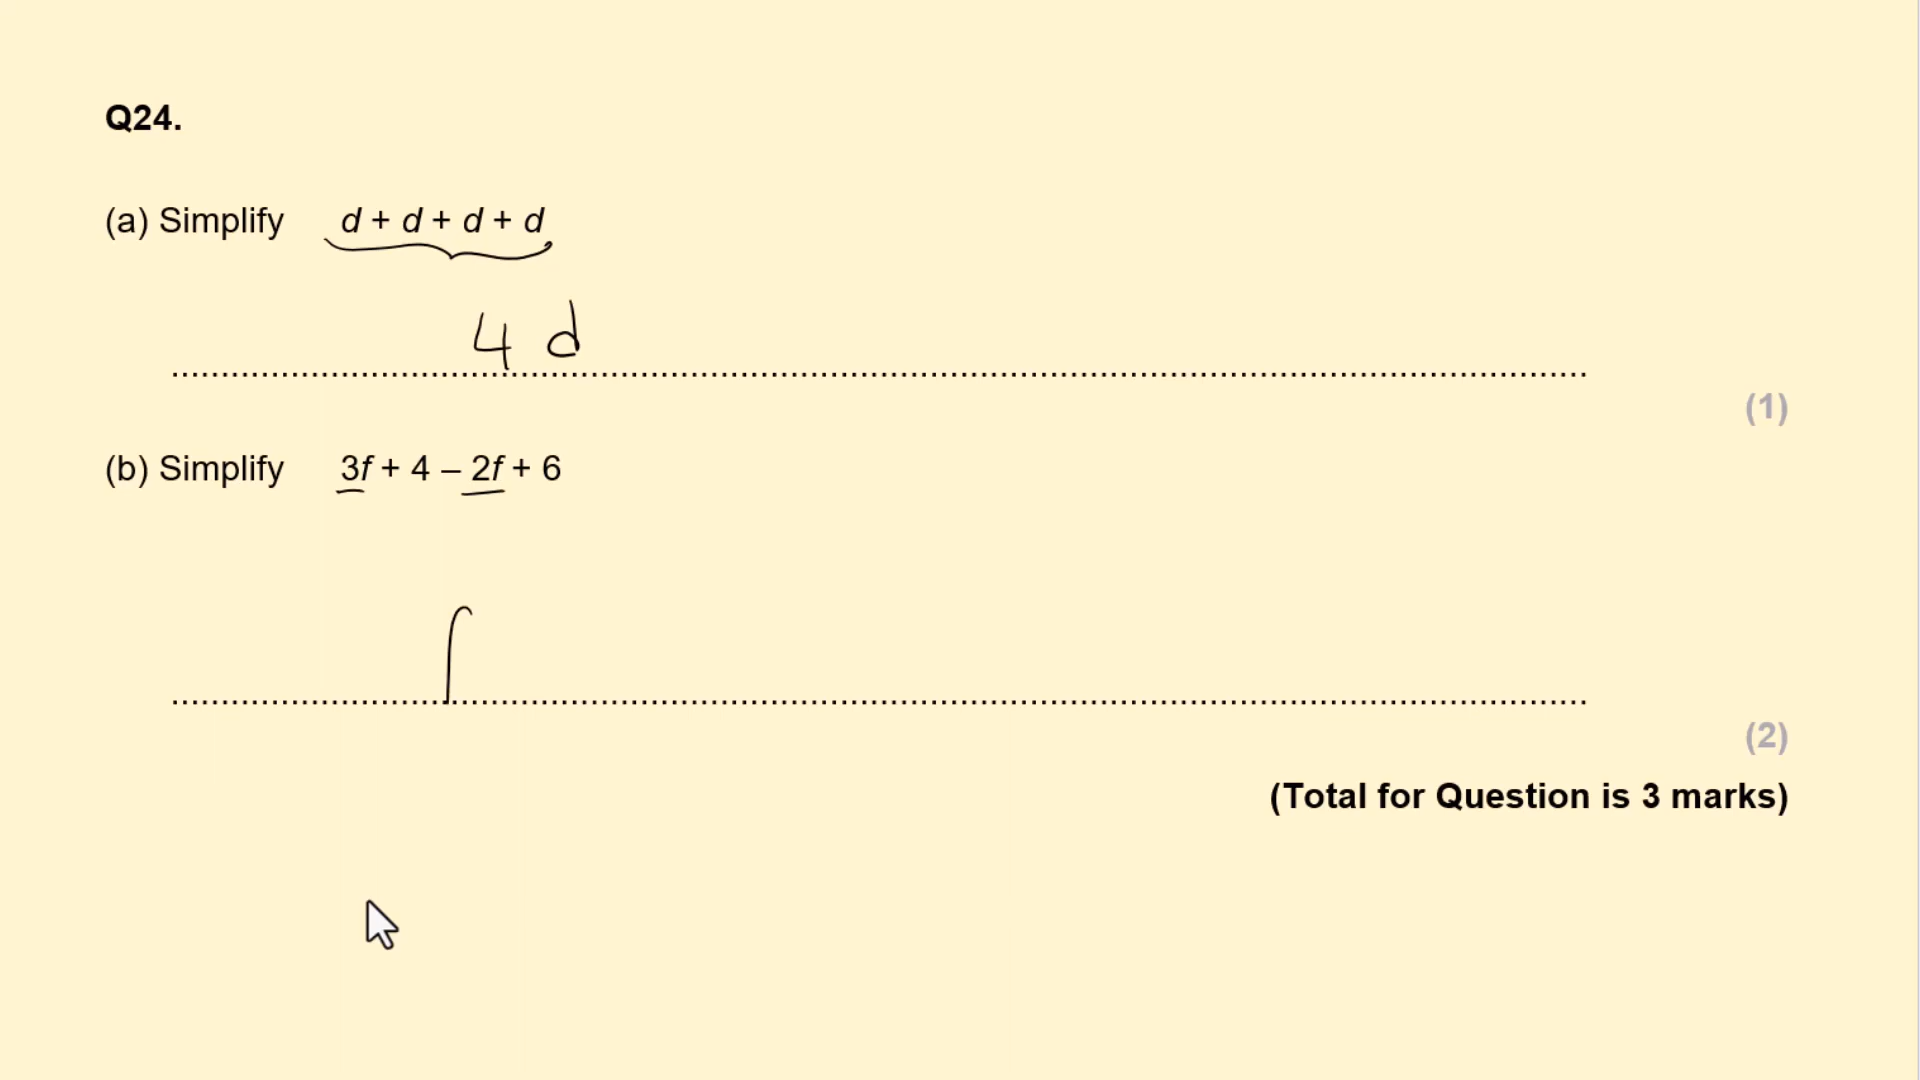 Q24.
(a) Simplify d + d + d + d
4 d
................................................................................
(1)
(b) Simplify 3f + 4 – 2f + 6
f
................................................................................
(2)
(Total for Question is 3 marks)